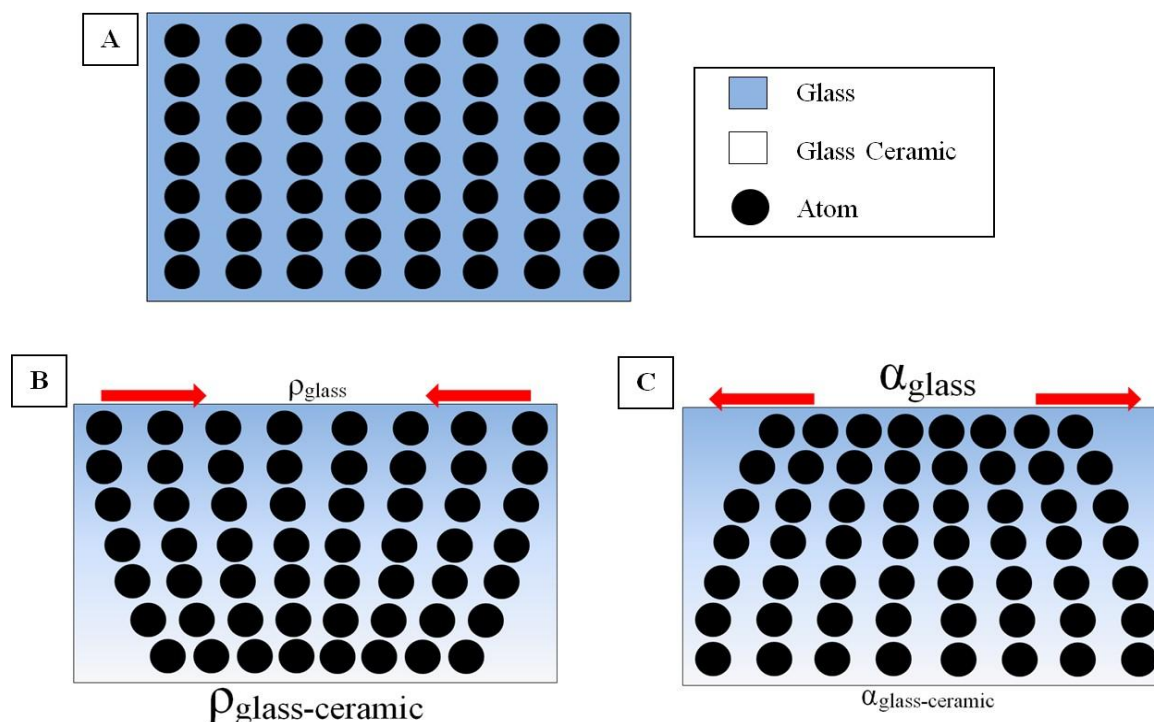 A
Glass
Glass Ceramic
Atom
B
ρglass
ρglass-ceramic
C
αglass
αglass-ceramic